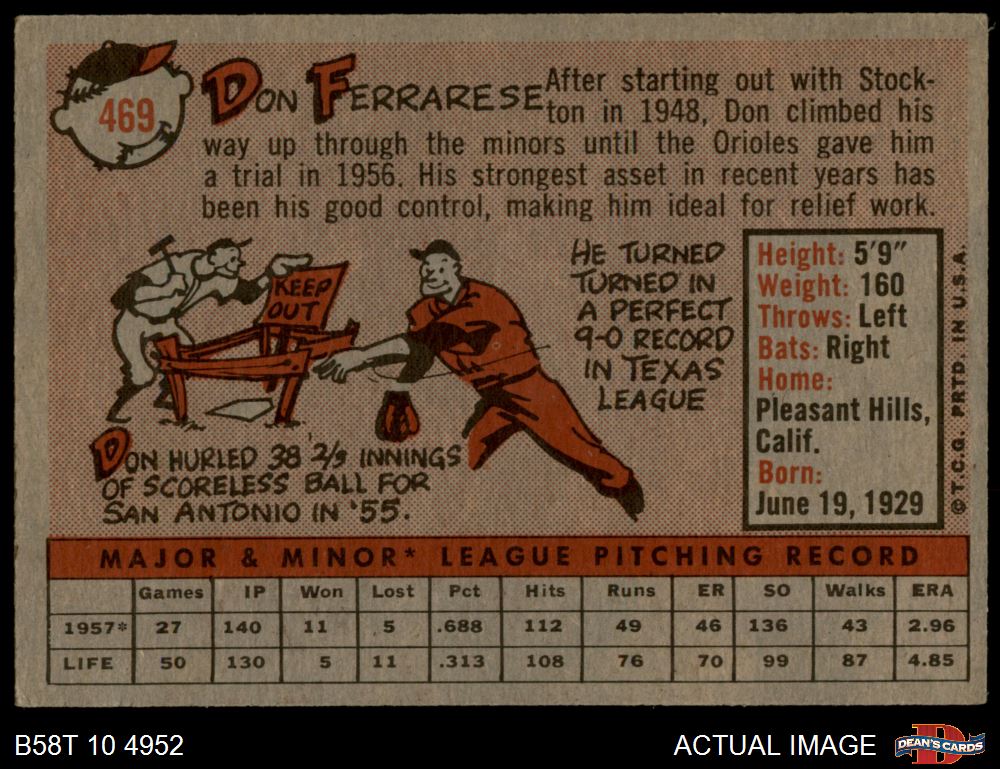 469
DON FERRARESE
After starting out with Stock-
ton in 1948, Don climbed his
way up through the minors until the Orioles gave him
a trial in 1956. His strongest asset in recent years has
been his good control, making him ideal for relief work.
KEEP
OUT
HE TURNED
TURNED IN
A PERFECT
9-0 RECORD
IN TEXAS
LEAGUE
DON HURLED 38 2/3 INNINGS
OF SCORELESS BALL FOR
SAN ANTONIO IN '55.
Height: 5'9"
Weight: 160
Throws: Left
Bats: Right
Home:
Pleasant Hills,
Calif.
Born:
June 19, 1929
© T.C.G. PRTD. IN U.S.A.
MAJOR & MINOR* LEAGUE PITCHING RECORD
Games IP Won Lost Pct Hits Runs ER SO Walks ERA
1957* 27 140 11 5 .688 112 49 46 136 43 2.96
LIFE 50 130 5 11 .313 108 76 70 99 87 4.85
B58T 10 4952
ACTUAL IMAGE
D
DEAN'S CARDS